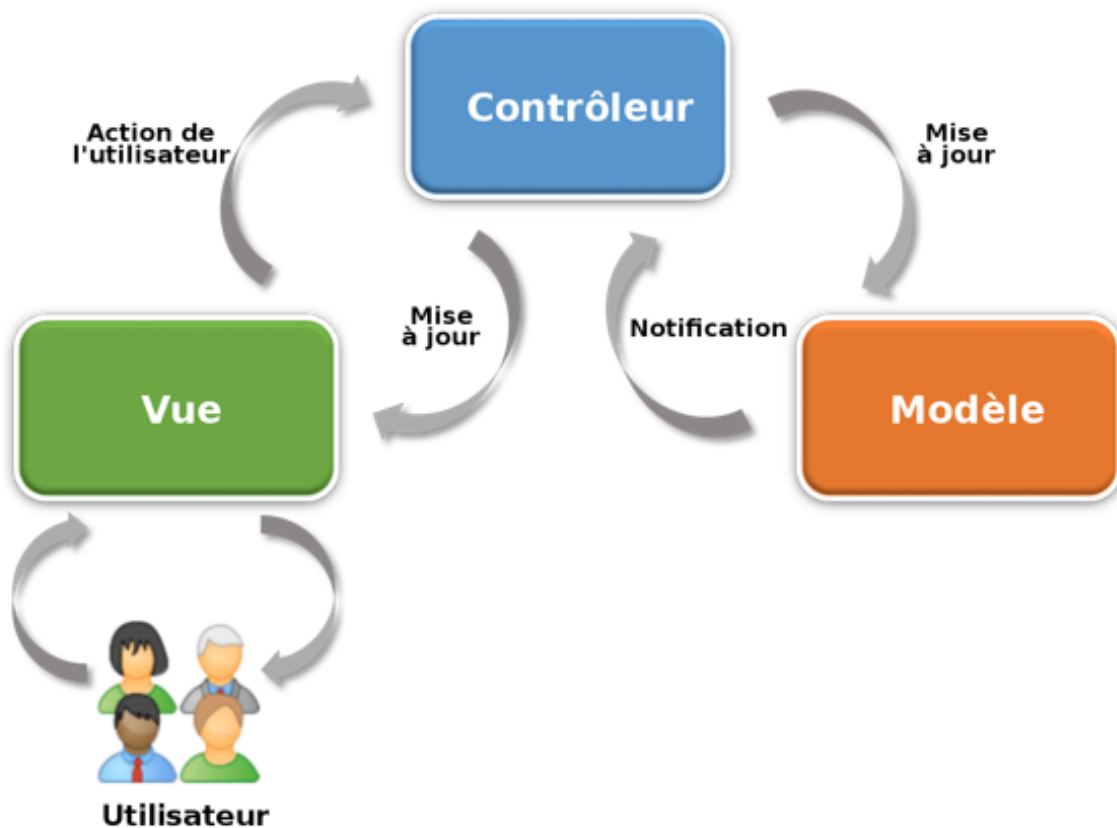 Contrôleur
Action de
l'utilisateur
Mise
à jour
Mise
à jour
Notification
Vue
Modèle
Utilisateur